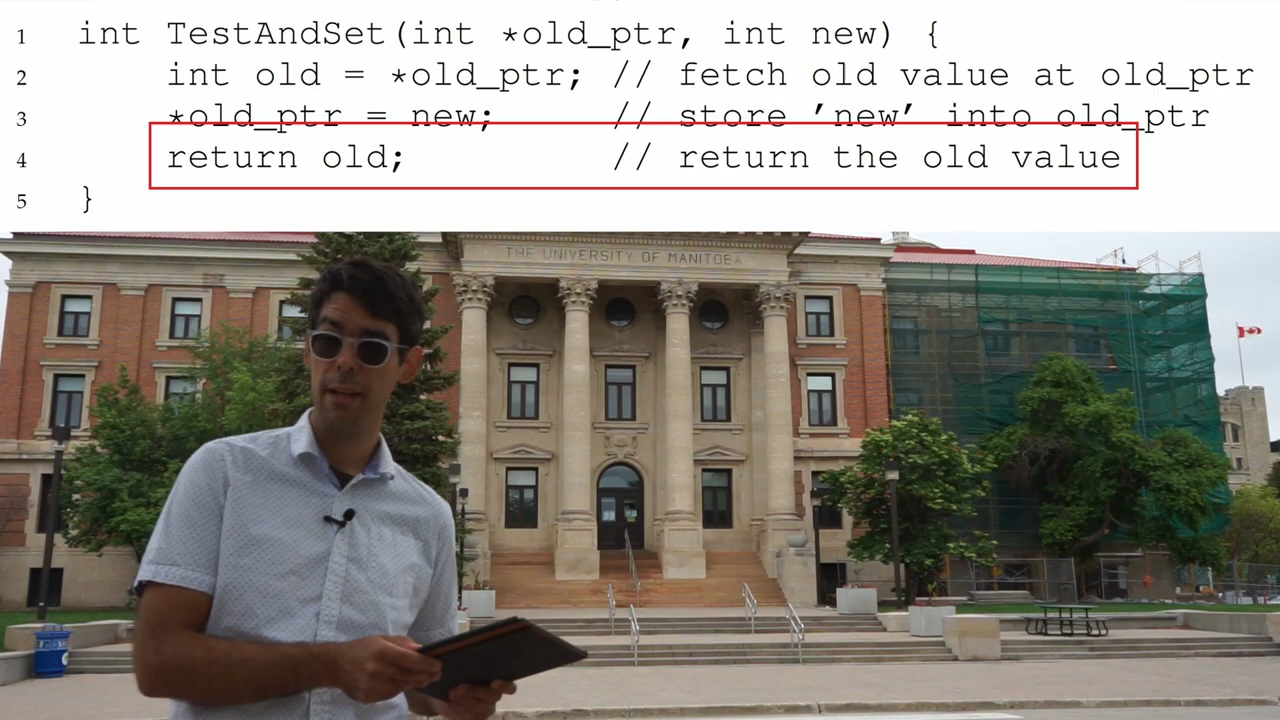 1 int TestAndSet(int *old_ptr, int new) {
2 int old = *old_ptr; // fetch old value at old_ptr
3 *old_ptr = new; // store ’new’ into old_ptr
4 return old; // return the old value
5 }
THE UNIVERSITY OF MANITOBA